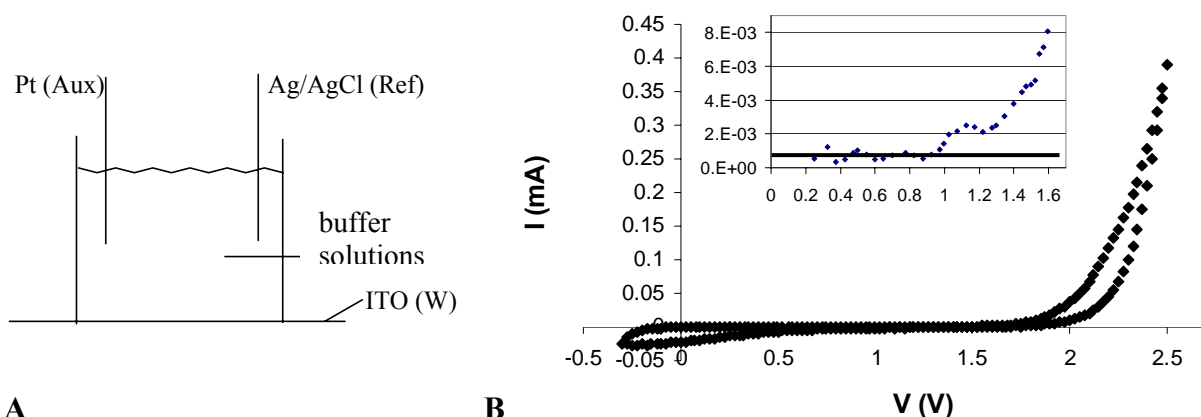 Pt (Aux)
Ag/AgCl (Ref)
buffer
solutions
ITO (W)
A
B
0.45
0.4
0.35
0.3
0.25
0.2
0.15
0.1
0.05
0
-0.05
I (mA)
-0.5
0
0.5
1
1.5
2
2.5
V (V)
8.E-03
6.E-03
4.E-03
2.E-03
0.E+00
0 0.2 0.4 0.6 0.8 1 1.2 1.4 1.6